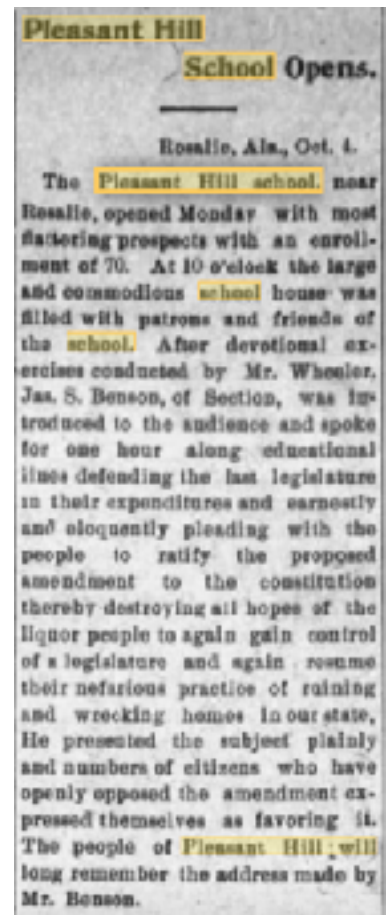 Pleasant Hill
School Opens.
Rosalie, Ala., Oct. 4.
The Pleasant Hill school, near
Rosalie, opened Monday with most
flattering prospects with an enroll-
ment of 70. At 10 o'clock the large
and commodious school house was
filled with patrons and friends of
the school. After devotional ex-
ercises conducted by Mr. Wheeler,
Jas. S. Benson, of Section, was in-
troduced to the audience and spoke
for one hour along educational
lines defending the last legislature
in their expenditures and earnestly
and eloquently pleading with the
people to ratify the proposed
amendment to the constitution
thereby destroying all hopes of the
liquor people to again gain control
of a legislature and again resume
their nefarious practice of ruining
and wrecking homes in our state,
He presented the subject plainly
and numbers of citizens who have
openly opposed the amendment ex-
pressed themselves as favoring it.
The people of Pleasant Hill will
long remember the address made by
Mr. Benson.